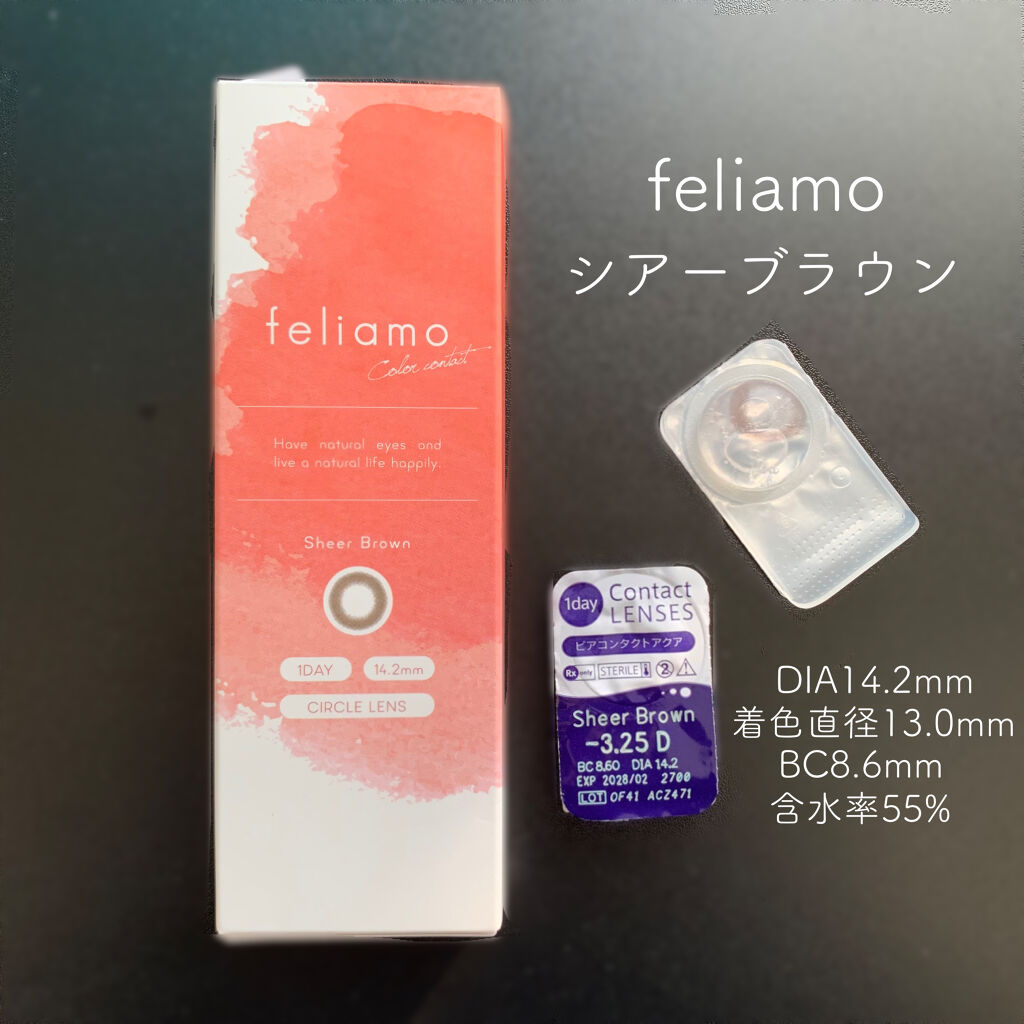 feliamo
Color contact
Have natural eyes and
live a natural life happily.
Sheer Brown
1DAY 14.2mm
CIRCLE LENS
feliamo
シアーブラウン
1day Contact
LENSES
ピアコンタクトアクア
Rx only STERILE 2
Sheer Brown
-3.25 D
BC 8.60 DIA 14.2
EXP 2028/02 2700
LOT OF41 ACZ471
DIA14.2mm
着色直径13.0mm
BC8.6mm
含水率55%